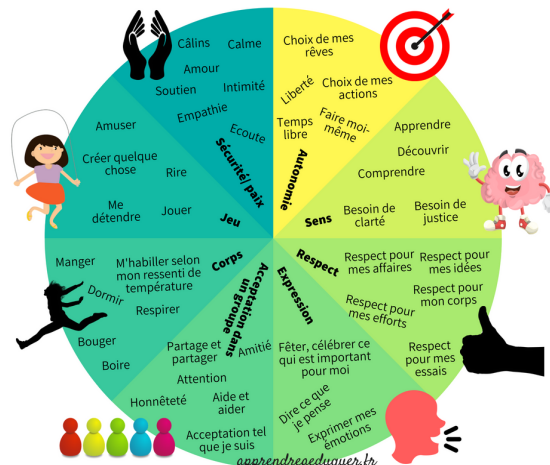 Câlins
Calme
Amour
Soutien
Intimité
Empathie
Ecoute
Sécurité/ paix
Choix de mes
rêves
Liberté
Choix de mes
actions
Temps
libre
Faire moi-
même
Autonomie
Apprendre
Découvrir
Comprendre
Besoin de
clarté
Besoin de
justice
Sens
Respect
Respect pour
mes affaires
Respect pour
mes idées
Respect pour
mon corps
Respect pour
mes efforts
Respect
pour mes
essais
Expression
Fêter, célébrer ce
qui est important
pour moi
Dire ce que
je pense
Exprimer mes
émotions
Acceptation dans
un groupe
Amitié
Partage et
partager
Attention
Honnêteté
Aide et
aider
Acceptation tel
que je suis
Corps
Manger
M'habiller selon
mon ressenti de
température
Dormir
Respirer
Bouger
Boire
Jeu
Amuser
Créer quelque
chose
Rire
Me
détendre
Jouer
apprendreaeduquer.fr